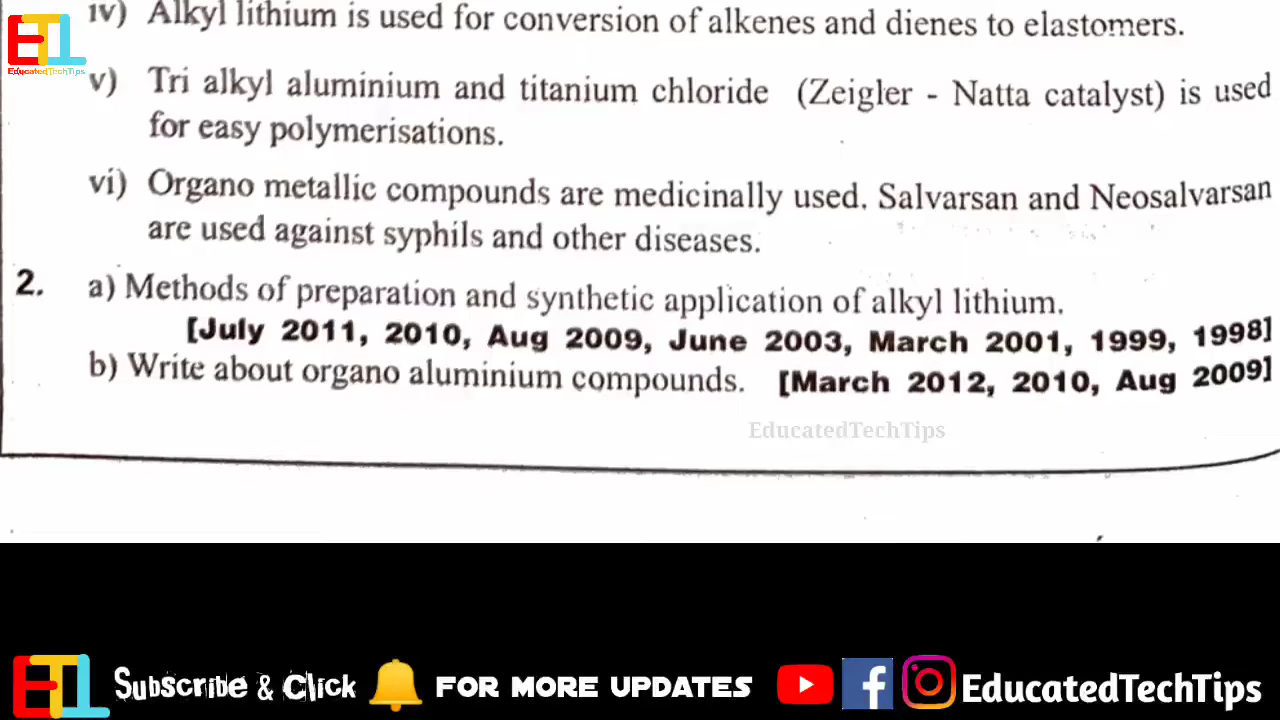 ETL
EducatedTechTips
iv) Alkyl lithium is used for conversion of alkenes and dienes to elastomers.
v) Tri alkyl aluminium and titanium chloride (Zeigler - Natta catalyst) is used
for easy polymerisations.
vi) Organo metallic compounds are medicinally used. Salvarsan and Neosalvarsan
are used against syphils and other diseases.
2. a) Methods of preparation and synthetic application of alkyl lithium.
[July 2011, 2010, Aug 2009, June 2003, March 2001, 1999, 1998]
b) Write about organo aluminium compounds. [March 2012, 2010, Aug 2009]
EducatedTechTips
ETL Subscribe & Click FOR MORE UPDATES f EducatedTechTips